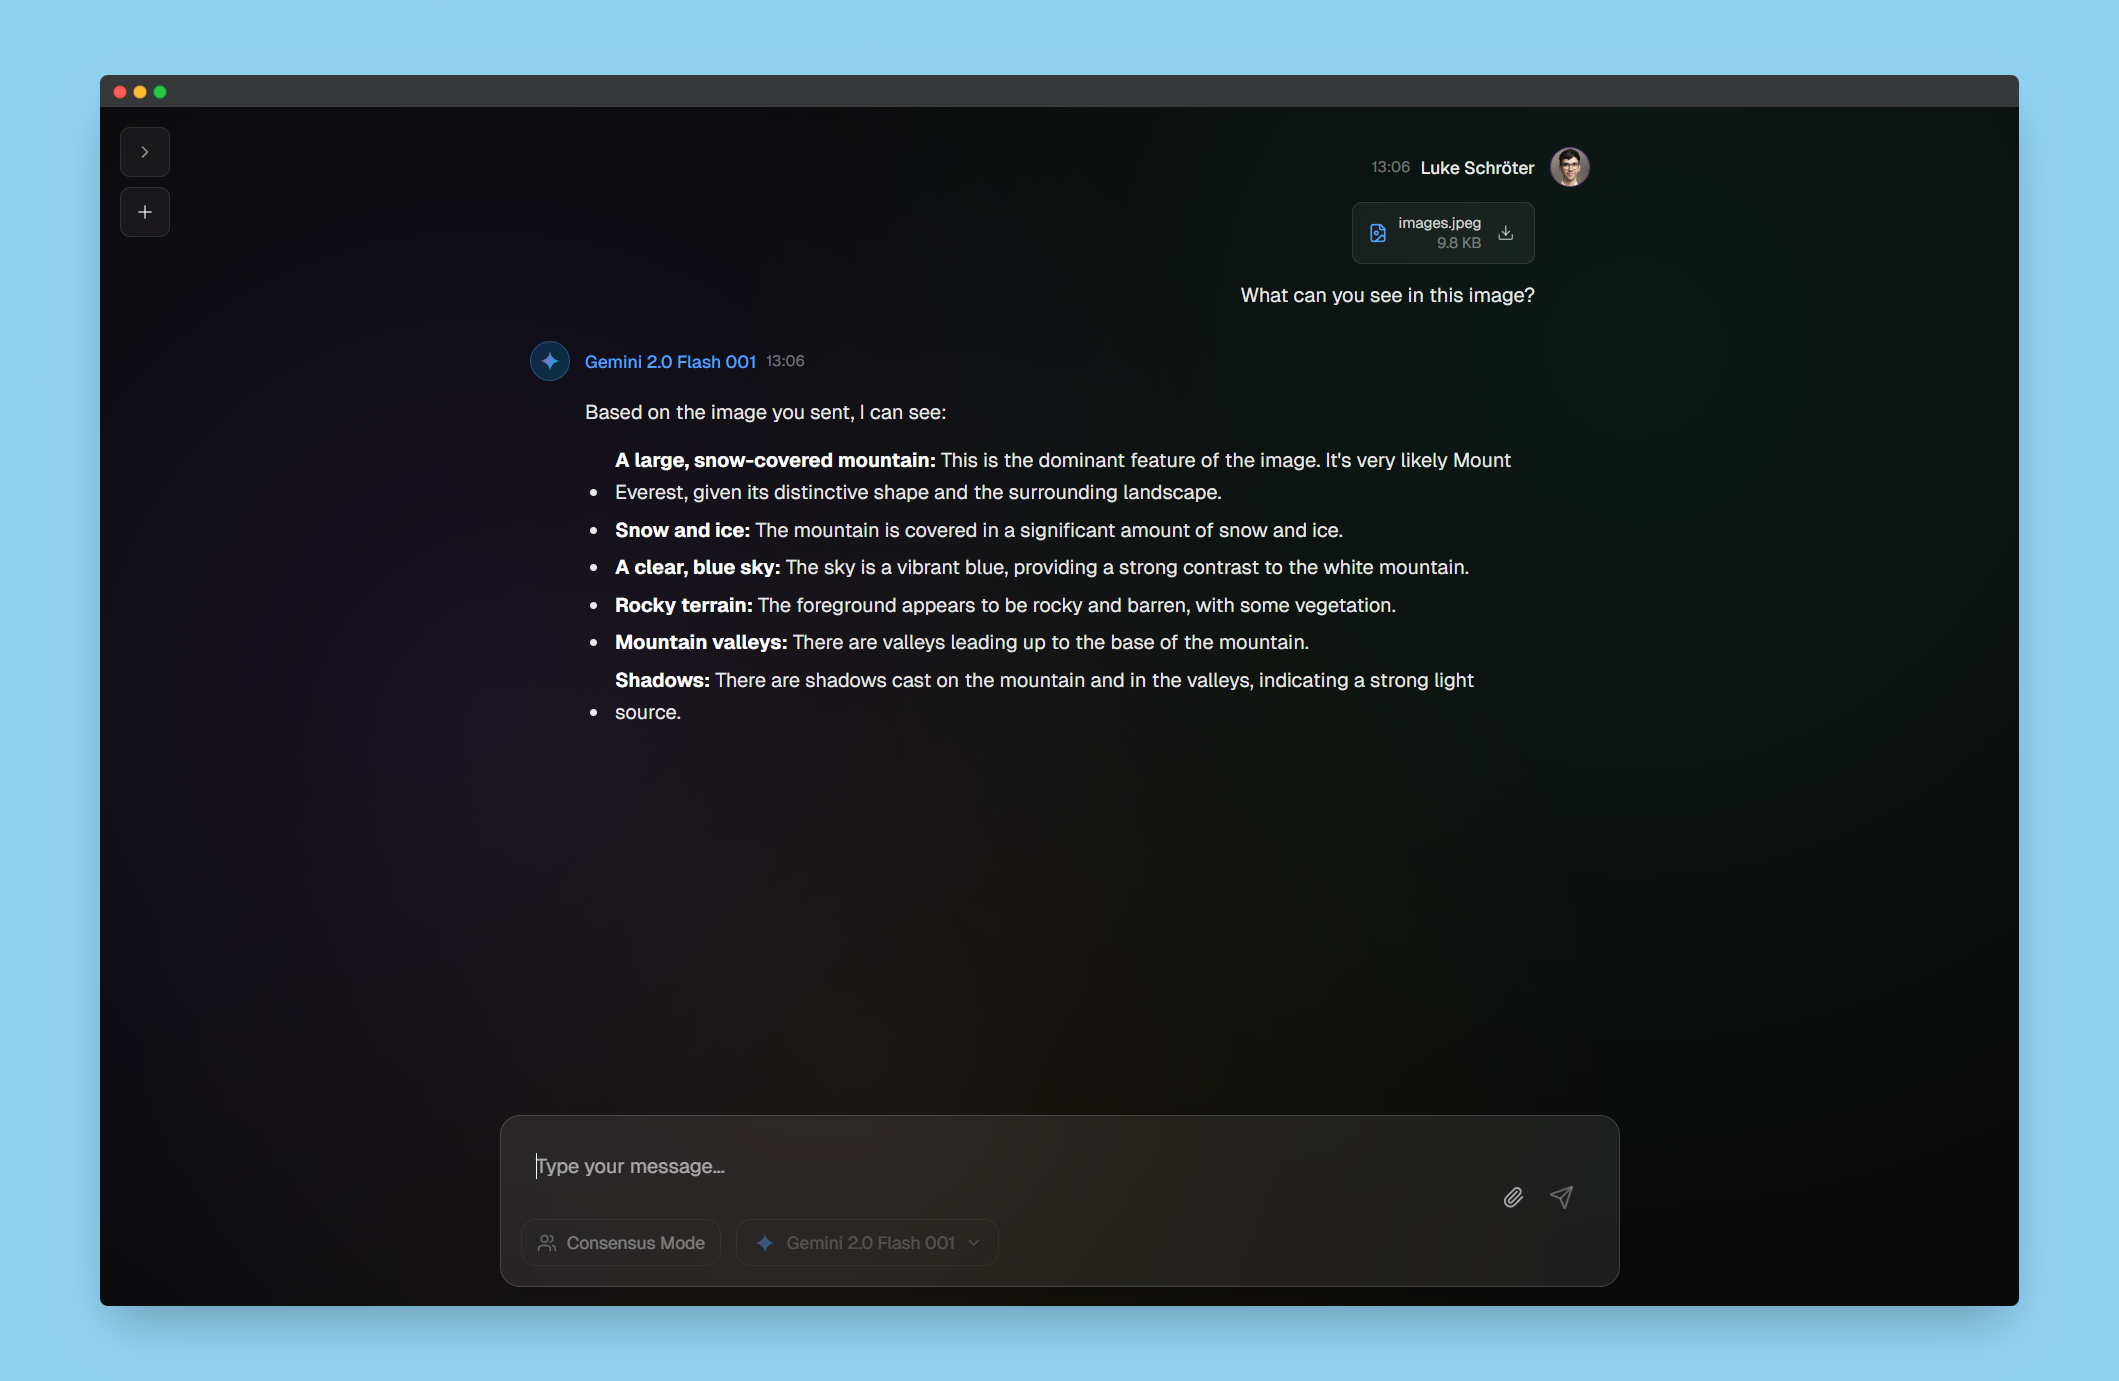 13:06 Luke Schröter
images.jpeg
9.8 KB
What can you see in this image?
Gemini 2.0 Flash 001 13:06
Based on the image you sent, I can see:
A large, snow-covered mountain: This is the dominant feature of the image. It's very likely Mount
• Everest, given its distinctive shape and the surrounding landscape.
• Snow and ice: The mountain is covered in a significant amount of snow and ice.
• A clear, blue sky: The sky is a vibrant blue, providing a strong contrast to the white mountain.
• Rocky terrain: The foreground appears to be rocky and barren, with some vegetation.
• Mountain valleys: There are valleys leading up to the base of the mountain.
Shadows: There are shadows cast on the mountain and in the valleys, indicating a strong light
• source.
Type your message...
Consensus Mode
Gemini 2.0 Flash 001